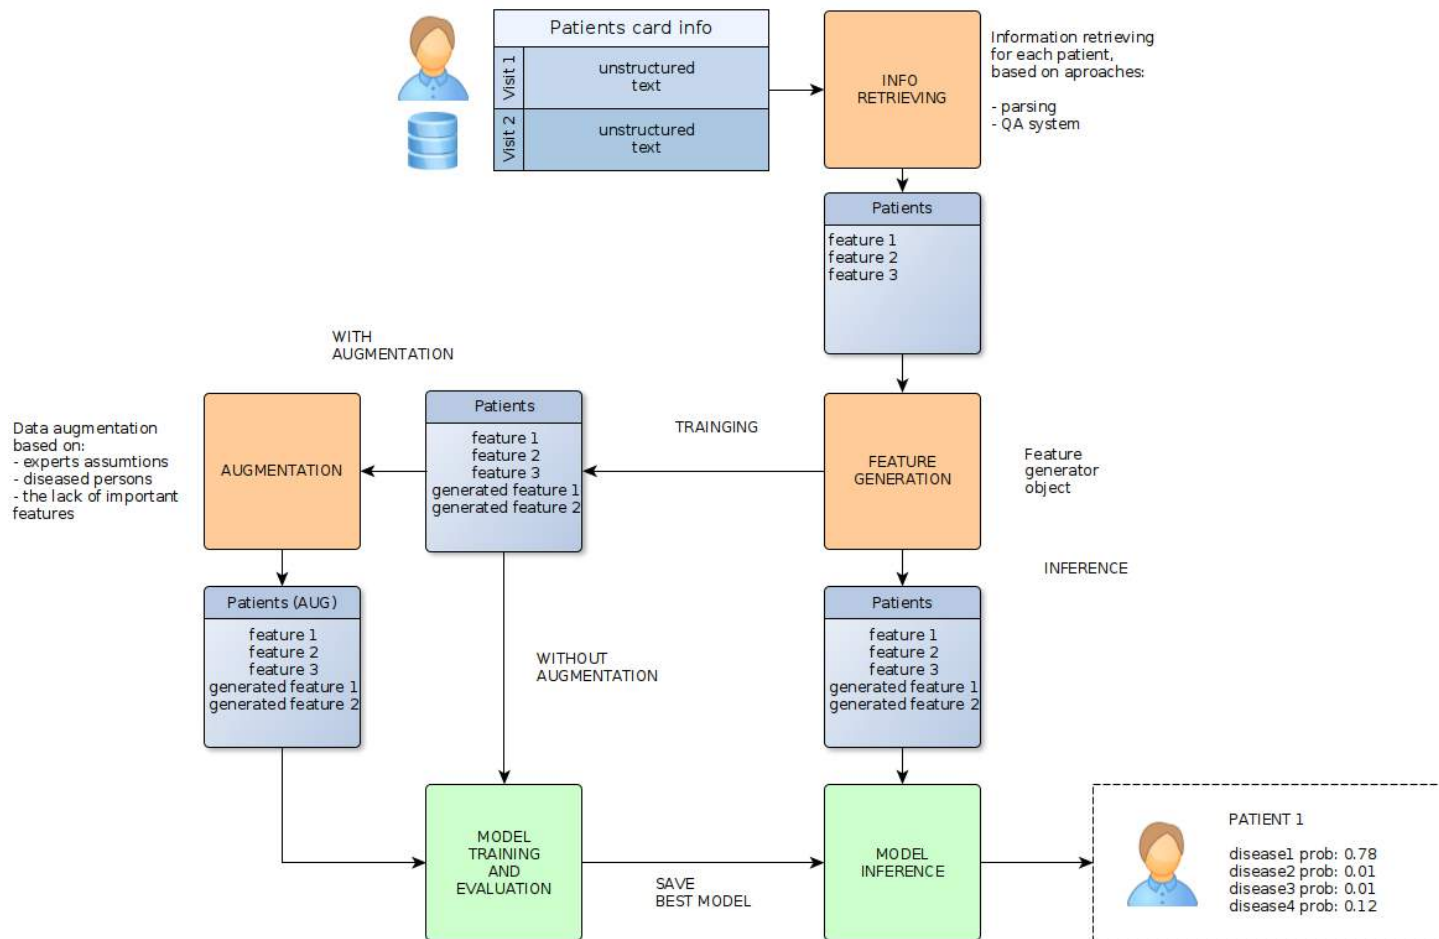 Patients card info
Visit 1
unstructured
text
Visit 2
unstructured
text
INFO
RETRIEVING
Information retrieving
for each patient,
based on aproaches:
- parsing
- QA system
Patients
feature 1
feature 2
feature 3
WITH
AUGMENTATION
Data augmentation
based on:
- experts assumtions
- diseased persons
- the lack of important
features
AUGMENTATION
Patients
feature 1
feature 2
feature 3
generated feature 1
generated feature 2
TRAINGING
FEATURE
GENERATION
Feature
generator
object
INFERENCE
Patients (AUG)
feature 1
feature 2
feature 3
generated feature 1
generated feature 2
WITHOUT
AUGMENTATION
Patients
feature 1
feature 2
feature 3
generated feature 1
generated feature 2
MODEL
TRAINING
AND
EVALUATION
SAVE
BEST MODEL
MODEL
INFERENCE
PATIENT 1
disease1 prob: 0.78
disease2 prob: 0.01
disease3 prob: 0.01
disease4 prob: 0.12